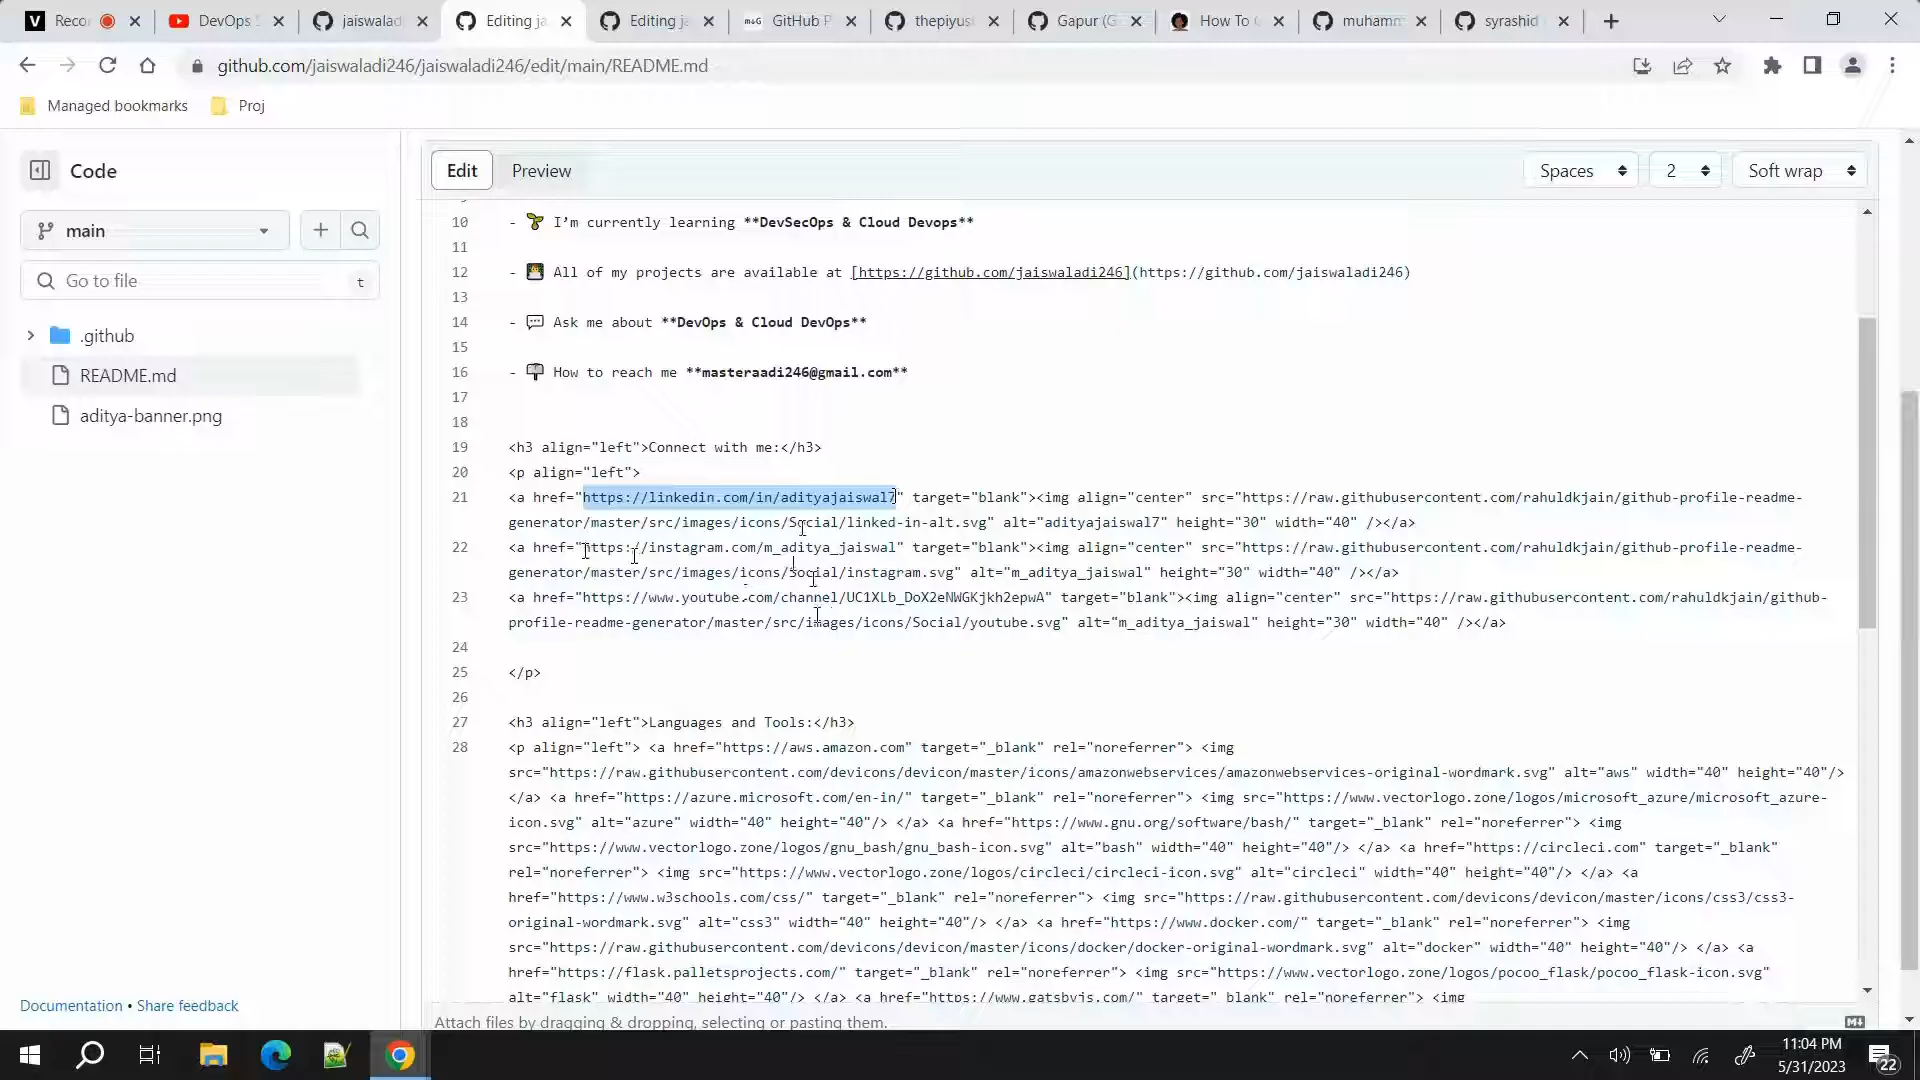 Reco
DevOps
jaiswalad
Editing ja
Editing ja
GitHub P
thepiyus
Gapur (G
How To
muhamm
syrashid
github.com/jaiswaladi246/jaiswaladi246/edit/main/README.md
Managed bookmarks
Proj
Code
main
Go to file
t
.github
README.md
aditya-banner.png
Documentation • Share feedback
Edit
Preview
Spaces
2
Soft wrap
10 - 🌱 I’m currently learning **DevSecOps & Cloud Devops**
11
12 - 👨‍💻 All of my projects are available at [https://github.com/jaiswaladi246](https://github.com/jaiswaladi246)
13
14 - 💬 Ask me about **DevOps & Cloud DevOps**
15
16 - 📫 How to reach me **masteraadi246@gmail.com**
17
18
19 <h3 align="left">Connect with me:</h3>
20 <p align="left">
21 <a href="https://linkedin.com/in/adityajaiswal7" target="blank"><img align="center" src="https://raw.githubusercontent.com/rahuldkjain/github-profile-readme-
generator/master/src/images/icons/Social/linked-in-alt.svg" alt="adityajaiswal7" height="30" width="40" /></a>
22 <a href="https://instagram.com/m_aditya_jaiswal" target="blank"><img align="center" src="https://raw.githubusercontent.com/rahuldkjain/github-profile-readme-
generator/master/src/images/icons/Social/instagram.svg" alt="m_aditya_jaiswal" height="30" width="40" /></a>
23 <a href="https://www.youtube.com/channel/UC1XLb_DoX2eNWGKjkh2epwA" target="blank"><img align="center" src="https://raw.githubusercontent.com/rahuldkjain/github-
profile-readme-generator/master/src/images/icons/Social/youtube.svg" alt="m_aditya_jaiswal" height="30" width="40" /></a>
24
25 </p>
26
27 <h3 align="left">Languages and Tools:</h3>
28 <p align="left"> <a href="https://aws.amazon.com" target="_blank" rel="noreferrer"> <img
src="https://raw.githubusercontent.com/devicons/devicon/master/icons/amazonwebservices/amazonwebservices-original-wordmark.svg" alt="aws" width="40" height="40"/>
</a> <a href="https://azure.microsoft.com/en-in/" target="_blank" rel="noreferrer"> <img src="https://www.vectorlogo.zone/logos/microsoft_azure/microsoft_azure-
icon.svg" alt="azure" width="40" height="40"/> </a> <a href="https://www.gnu.org/software/bash/" target="_blank" rel="noreferrer"> <img
src="https://www.vectorlogo.zone/logos/gnu_bash/gnu_bash-icon.svg" alt="bash" width="40" height="40"/> </a> <a href="https://circleci.com" target="_blank"
rel="noreferrer"> <img src="https://www.vectorlogo.zone/logos/circleci/circleci-icon.svg" alt="circleci" width="40" height="40"/> </a> <a
href="https://www.w3schools.com/css/" target="_blank" rel="noreferrer"> <img src="https://raw.githubusercontent.com/devicons/devicon/master/icons/css3/css3-
original-wordmark.svg" alt="css3" width="40" height="40"/> </a> <a href="https://www.docker.com/" target="_blank" rel="noreferrer"> <img
src="https://raw.githubusercontent.com/devicons/devicon/master/icons/docker/docker-original-wordmark.svg" alt="docker" width="40" height="40"/> </a> <a
href="https://flask.palletsprojects.com/" target="_blank" rel="noreferrer"> <img src="https://www.vectorlogo.zone/logos/pocoo_flask/pocoo_flask-icon.svg"
alt="flask" width="40" height="40"/> </a> <a href="https://www.gatsbyjs.com/" target="_blank" rel="noreferrer"> <img
Attach files by dragging & dropping, selecting or pasting them.
11:04 PM
5/31/2023
22